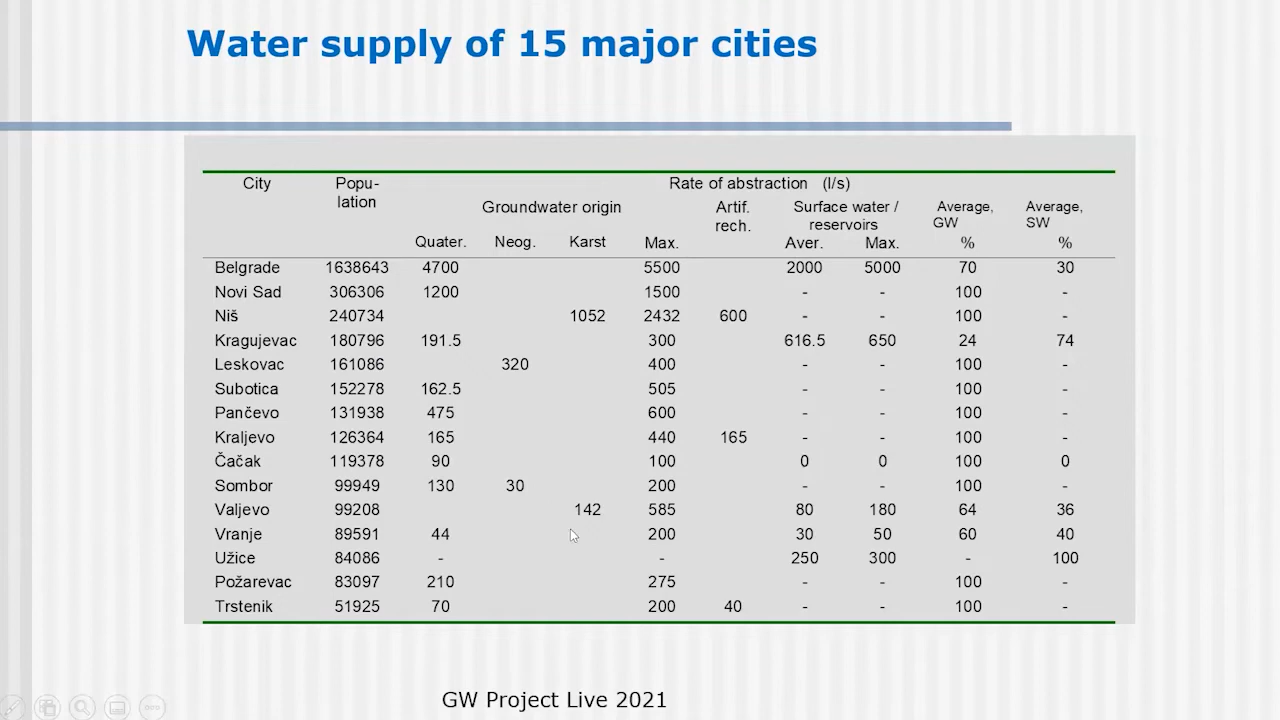 Water supply of 15 major cities
City Popu- Rate of abstraction (l/s)
lation Groundwater origin Artif. Surface water / Average, Average,
rech. reservoirs GW SW
Quater. Neog. Karst Max. Aver. Max. % %
Belgrade 1638643 4700 5500 2000 5000 70 30
Novi Sad 306306 1200 1500 - - 100 -
Niš 240734 1052 2432 600 - - 100 -
Kragujevac 180796 191.5 300 616.5 650 24 74
Leskovac 161086 320 400 - - 100 -
Subotica 152278 162.5 505 - - 100 -
Pančevo 131938 475 600 - - 100 -
Kraljevo 126364 165 440 165 - - 100 -
Čačak 119378 90 100 0 0 100 0
Sombor 99949 130 30 200 - - 100 -
Valjevo 99208 142 585 80 180 64 36
Vranje 89591 44 200 30 50 60 40
Užice 84086 - - 250 300 - 100
Požarevac 83097 210 275 - - 100 -
Trstenik 51925 70 200 40 - - 100 -
GW Project Live 2021